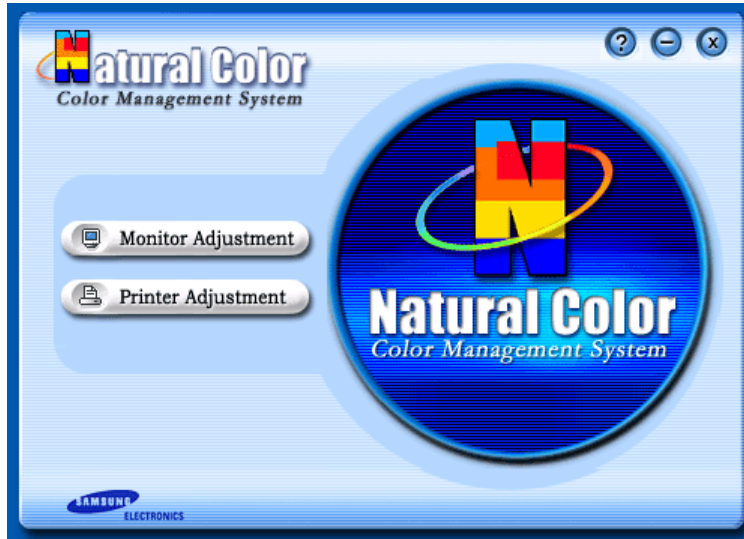 Natural Color
Color Management System
? – x
Monitor Adjustment
Printer Adjustment
N
Natural Color
Color Management System
SAMSUNG
ELECTRONICS